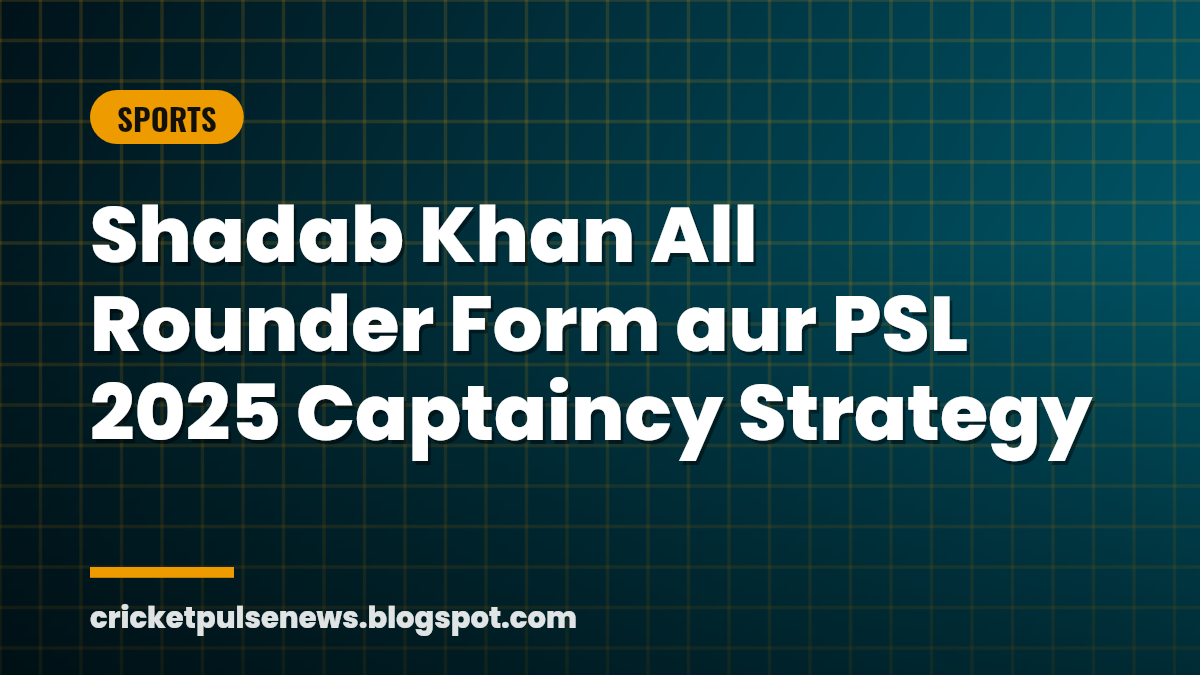 SPORTS
Shadab Khan All
Rounder Form aur PSL
2025 Captaincy Strategy
cricketpulsenews.blogspot.com